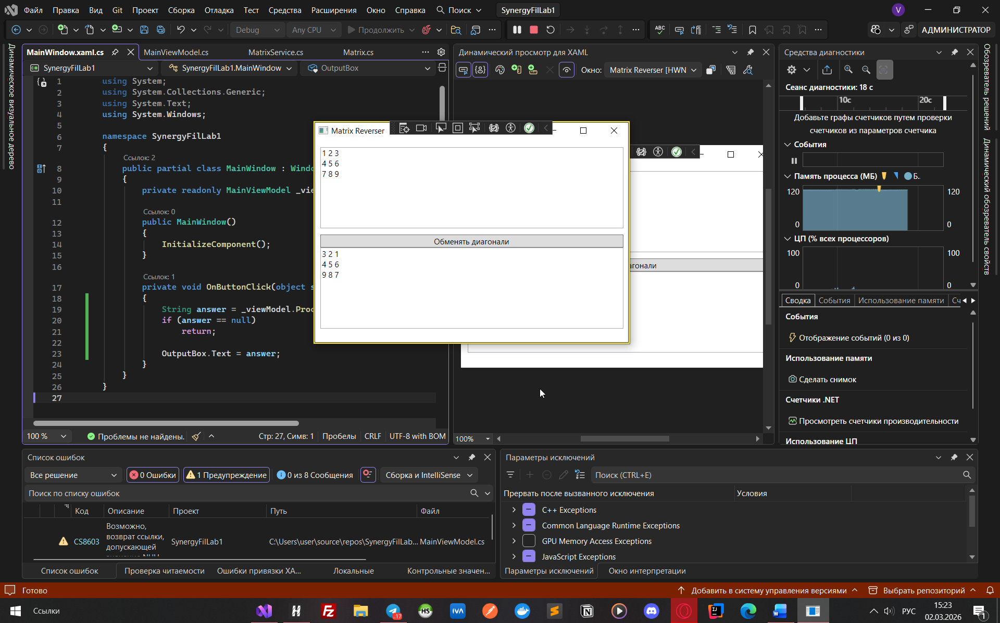 Файл Правка Вид Git Проект Сборка Отладка Тест Средства Расширения Окно Справка Поиск SynergyFilLab1 V
Debug Any CPU Продолжить АДМИНИСТРАТОР
Динамическое визуальное дерево
MainWindow.xaml.cs MainViewModel.cs MatrixService.cs Matrix.cs
SynergyFilLab1 SynergyFilLab1.MainWindow OutputBox
1 using System;
2 using System.Collections.Generic;
3 using System.Text;
4 using System.Windows;
5
6 namespace SynergyFilLab1
7 {
Ссылок: 2
8 public partial class MainWindow : Windo
9 {
10 private readonly MainViewModel _vie
11
Ссылок: 0
12 public MainWindow()
13 {
14 InitializeComponent();
15 }
16
Ссылок: 1
17 private void OnButtonClick(object s
18 {
19 String answer = _viewModel.Proc
20 if (answer == null)
21 return;
22
23 OutputBox.Text = answer;
24 }
25 }
26 }
27
100 % Проблемы не найдены. Стр: 27, Симв: 1 Пробелы CRLF UTF-8 with BOM
Динамический просмотр для XAML
Окно: Matrix Reverser [HWN
Matrix Reverser
1 2 3
4 5 6
7 8 9
Обменять диагонали
3 2 1
4 5 6
9 8 7
агонали
100%
Средства диагностики
Сеанс диагностики: 18 с
10с 20с
Добавьте графы счетчиков путем проверки
счетчиков из параметров счетчика
События
Память процесса (МБ) Б..
120 120
0 0
ЦП (% всех процессоров)
100 100
0 0
Сводка События Использование памяти Сч
События
Отображение событий (0 из 0)
Использование памяти
Сделать снимок
Счетчики .NET
Просмотреть счетчики производительности
Использование ЦП
Обозреватель решений
Динамический обозреватель свойств
Список ошибок
Все решение 0 Ошибки 1 Предупреждение 0 из 8 Сообщения Сборка и IntelliSense
Поиск по списку ошибок
Код Описание Проект Путь Файл
CS8603 Возможно,
возврат ссылки,
допускающей
SynergyFilLab1 C:\Users\user\source\repos\SynergyFilLab... MainViewModel.cs
Список ошибок Проверка читаемости Ошибки привязки XA... Локальные Контрольные значен...
Параметры исключений
Поиск (CTRL+E)
Прервать после вызванного исключения Условия
C++ Exceptions
Common Language Runtime Exceptions
GPU Memory Access Exceptions
JavaScript Exceptions
Параметры исключений Окно интерпретации
Готово Добавить в систему управления версиями Выбрать репозиторий
Ссылки 17 HS IVA РУС 15:23
02.03.2026 1